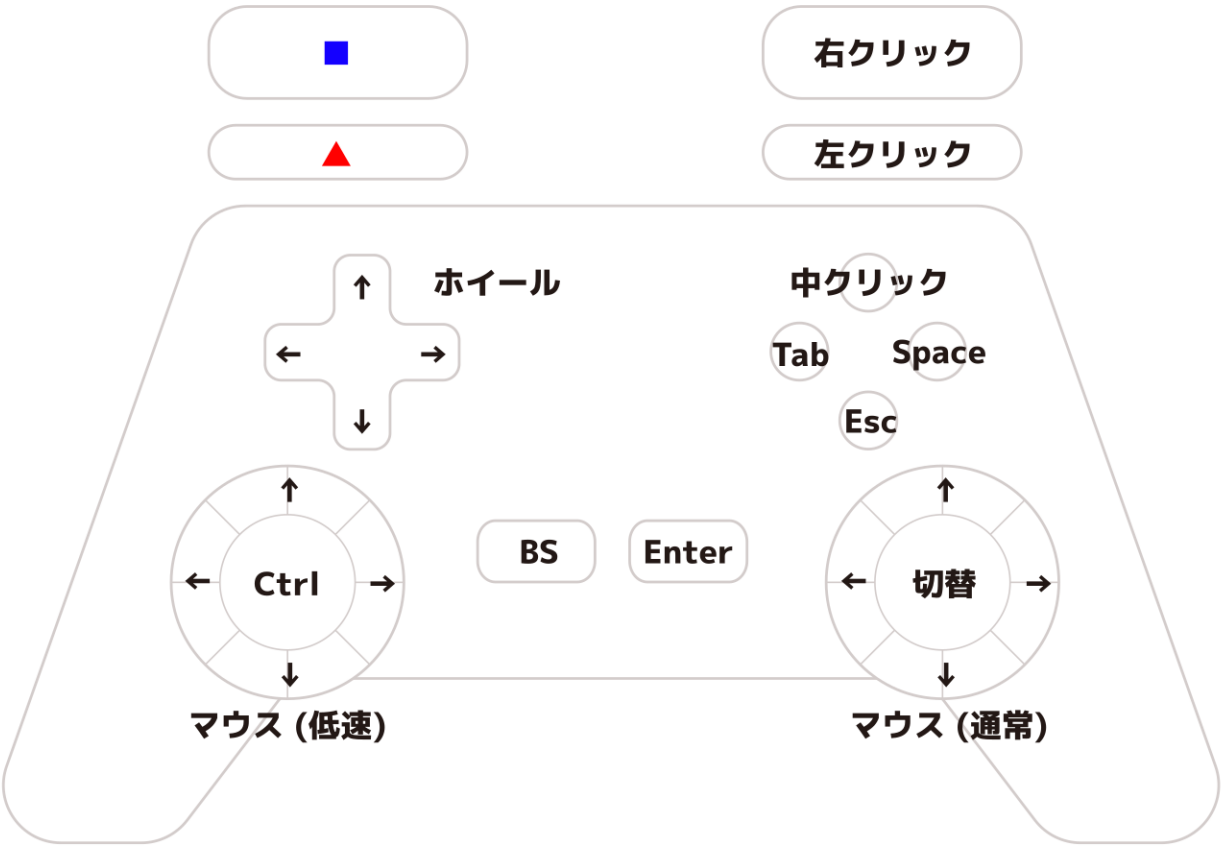 ■
右クリック
▲
左クリック
↑
ホイール
中クリック
← →
Tab
Space
↓
Esc
↑
↑
BS
Enter
← Ctrl →
← 切替 →
↓
↓
マウス (低速)
マウス (通常)